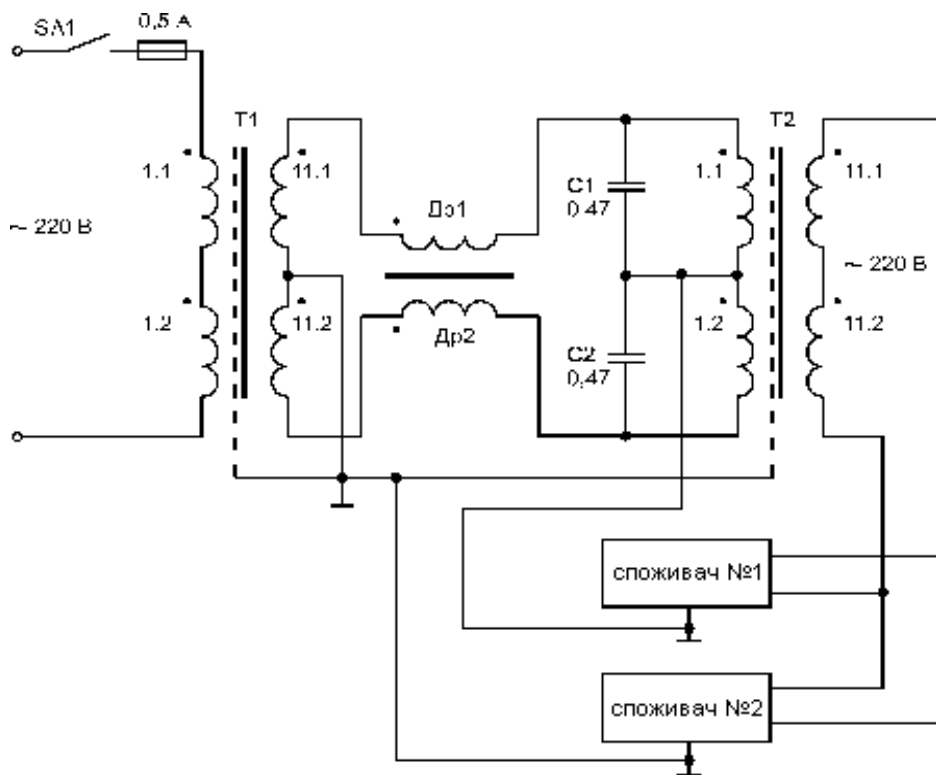 SA1
0,5 А
T1
T2
1.1
11.1
C1
0,47
1.1
11.1
Др1
~ 220 В
~ 220 В
1.2
11.2
Др2
C2
0,47
1.2
11.2
споживач №1
споживач №2